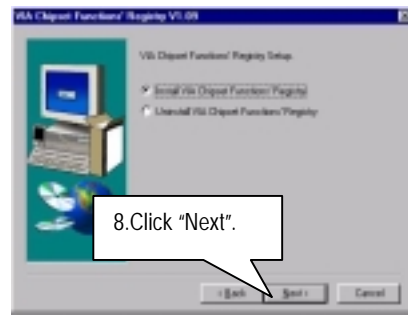 VIA Chipset Functions' Registry V1.09
VIA Chipset Functions' Registry Setup.
Install VIA Chipset Functions' Registry
Uninstall VIA Chipset Functions' Registry
8.Click “Next”.
< Back
Next >
Cancel